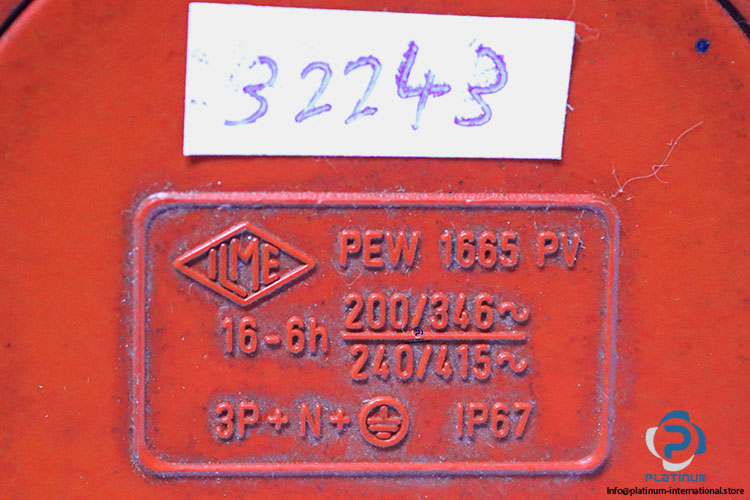 32243
ILME PEW 1665 PV
16-6h 200/346~
240/415~
3P+N+⏚ IP67
PLATINUM
Info@platinum-international.store